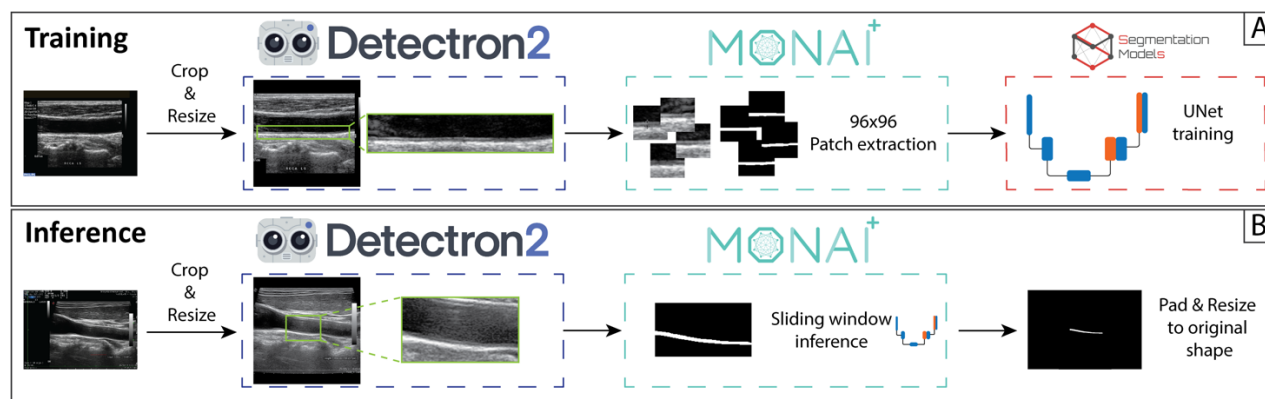 Training
Detectron2
MONAI+
Segmentation
Models
A
Crop
&
Resize
96x96
Patch extraction
UNet
training
Inference
Detectron2
MONAI+
B
Crop
&
Resize
Sliding window
inference
Pad & Resize
to original
shape